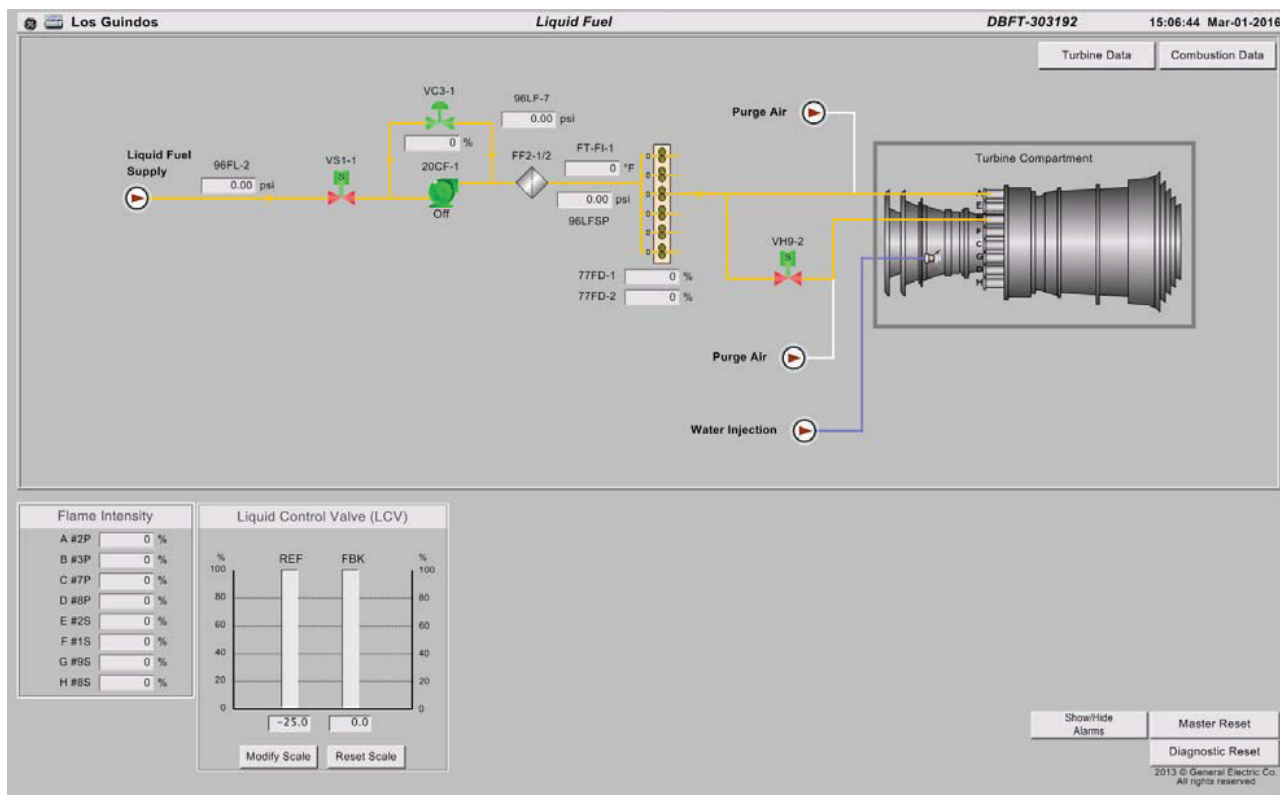 Los Guindos
Liquid Fuel
DBFT-303192
15:06:44 Mar-01-2016
Turbine Data
Combustion Data
VC3-1
96LF-7
0.00 psi
0 %
Purge Air
Liquid Fuel
Supply
96FL-2
0.00 psi
VS1-1
S
20CF-1
Off
FF2-1/2
FT-FI-1
0 °F
0.00 psi
96LFSP
77FD-1 0 %
77FD-2 0 %
VH9-2
S
Turbine Compartment
A
E
B
F
C
G
D
H
Purge Air
Water Injection
Flame Intensity
A #2P 0 %
B #3P 0 %
C #7P 0 %
D #8P 0 %
E #2S 0 %
F #1S 0 %
G #9S 0 %
H #8S 0 %
Liquid Control Valve (LCV)
% REF FBK %
100 100
80 80
60 60
40 40
20 20
0 0
-25.0 0.0
Modify Scale Reset Scale
Show/Hide
Alarms
Master Reset
Diagnostic Reset
2013 © General Electric Co.
All rights reserved